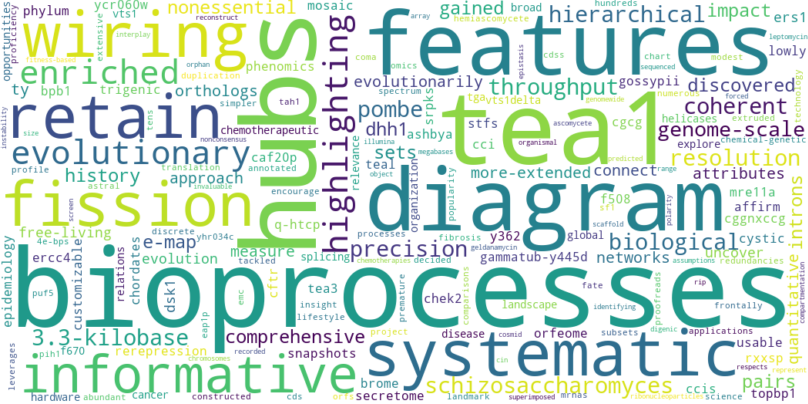 phylum
ycr060w
nonessential
mosaic
gained
broad
hundreds
vts1
reconstruct
array
hemiascomycete
proficiency
opportunities
extensive
interplay
wiring
hubs
features
hierarchical
impact
ers1
enriched
phenomics
omics
coma
cdss
chart
modest
leptomycin
epistasis
sequenced
lowly
duplication
orphan
highlighting
evolutionarily
spectrum
gossypii
discovered
numerous
technology
ty
bpb1
trigenic
orthologs
throughput
tga
vts1delta
genomewide
forced
simpler
tah1
pombe
srpks
tea1
coherent
retain
tens
size
instability
chemotherapeutic
nonconsensus
dhh1
stfs
cgcg
helicases
extruded
genome-scale
illumina
ashbya
ascomycete
cci
organismal
predicted
chemical-genetic
evolutionary
caf20p
translation
annotated
relevance
sets
teal
megabases
explore
resolution
profile
history
approach
invaluable
object
organization
more-extended
connect
range
attributes
astral
encourage
popularity
diagram
f508
mre11a
affirm
cggnxccg
fission
screen
q-htcp
introns
quantitative
free-living
discrete
yhr034c
measure
splicing
processes
fibrosis
y362
global
biological
cystic
polarity
sfl
scaffold
e-map
precision
gammatub-y445d
networks
uncover
epidemiology
4e-bps
ercc4
customizable
relations
chordates
evolution
tackled
chemotherapies
geldanamycin
decided
assumptions
rip
redundancies
compartmentation
bioprocesses
puf5
dsk1
eap1p
emc
cftr
tea3
insight
lifestyle
premature
chek2
comparisons
landscape
fate
identifying
proofreads
frontally
3.3-kilobase
comprehensive
project
disease
orfeome
digenic
subsets
applications
usable
leverages
pih1
f670
rerepression
chromosomes
snapshots
recorded
landmark
cosmid
cin
systematic
respects
rxxsp
represent
informative
brome
secretome
schizosaccharomyces
ccis
pairs
hardware
abundant
cancer
constructed
cds
orfs
superimposed
mrnas
ribonucleoparticles
science
topbp1